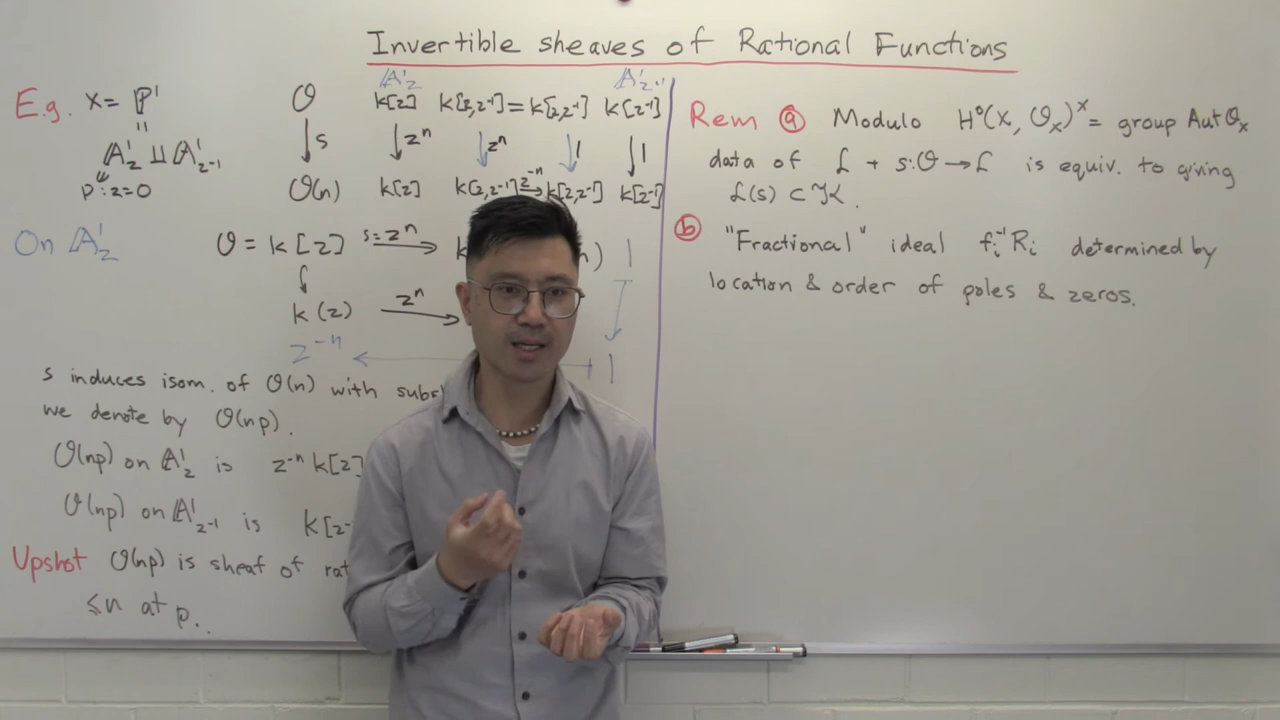 Invertible sheaves of Rational Functions
E.g. X = ℙ¹
‖
𝔸¹_z ⨿ 𝔸¹_{z⁻¹}
p: z=0
𝔸¹_z 𝔸¹_{z⁻¹}
𝒪 k[z] k[z,z⁻¹] = k[z,z⁻¹] k[z⁻¹]
↓ s ↓ zⁿ ↓ zⁿ ↓ 1 ↓ 1
𝒪(n) k[z] k[z,z⁻¹] z⁻ⁿ→ k[z,z⁻¹] k[z⁻¹]
On 𝔸¹_z 𝒪 = k[z] s:zⁿ → k ) 1
k(z) zⁿ →
z⁻ⁿ ← 1
s induces isom. of 𝒪(n) with
we denote by 𝒪(np).
𝒪(np) on 𝔸¹_z is z⁻ⁿ k[z]
𝒪(np) on 𝔸¹_{z⁻¹} is k[z⁻
Upshot 𝒪(np) is sheaf of rat
≤n at p.
Rem ⓐ Modulo H⁰(X, 𝒪_X)^× = group Aut 𝒪_X
data of ℒ + s:𝒪→ℒ is equiv. to giving
ℒ(s) ⊂ 𝒦.
ⓑ "Fractional" ideal fᵢ⁻¹Rᵢ determined by
location & order of poles & zeros.